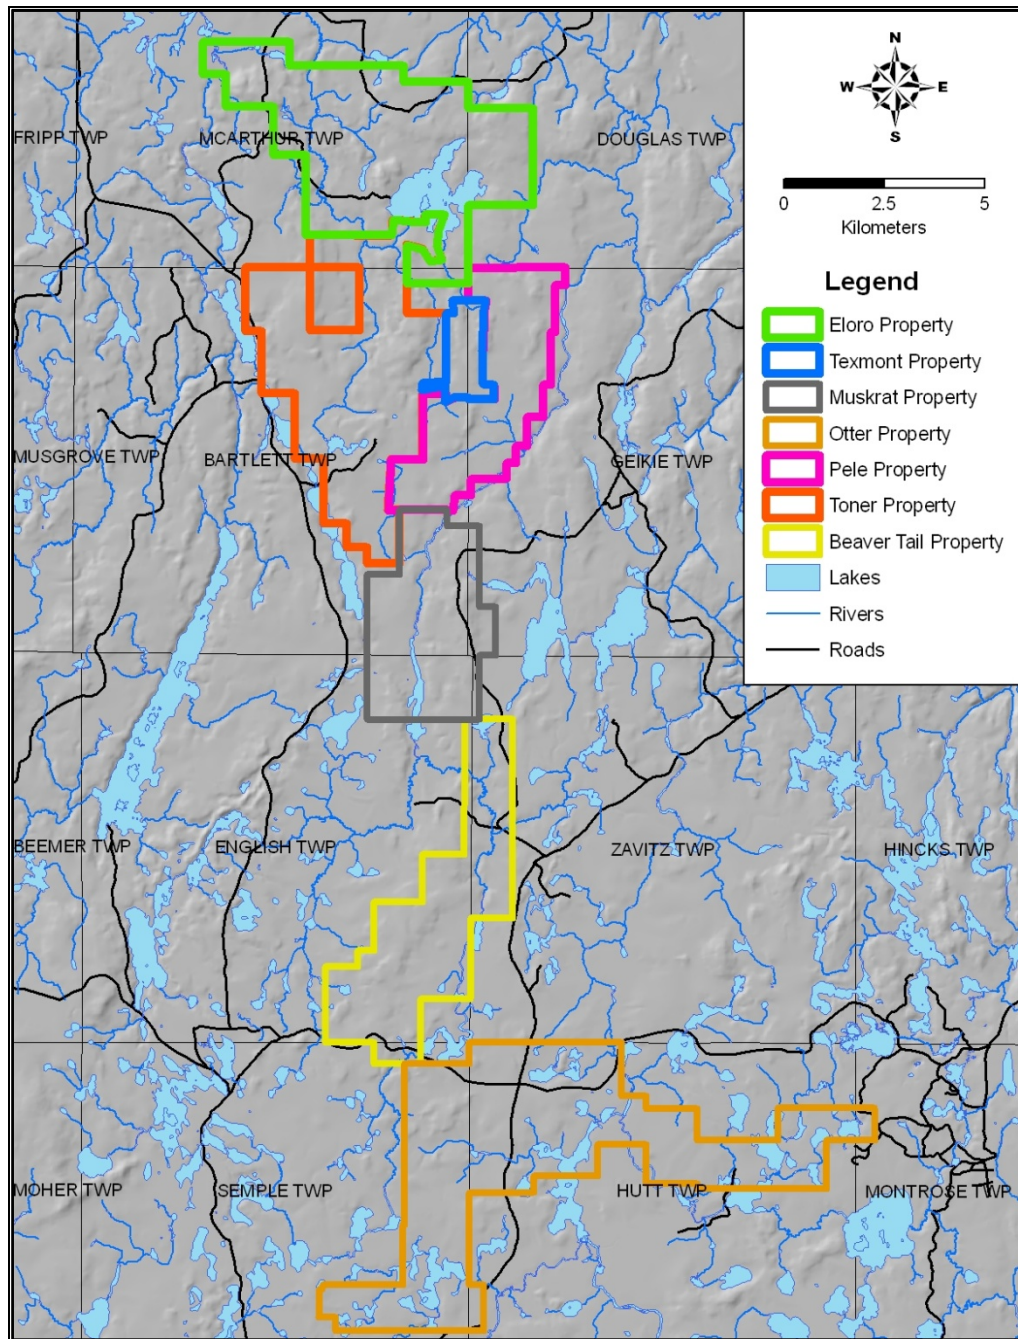 N
W E
S
0 2.5 5
Kilometers
FRIPP TWP MCARTHUR TWP DOUGLAS TWP
Legend
Eloro Property
Texmont Property
Muskrat Property
Otter Property
Pele Property
Toner Property
Beaver Tail Property
Lakes
Rivers
Roads
MUSGROVE TWP BARTLETT TWP GEIKIE TWP
BEEMER TWP ENGLISH TWP ZAVITZ TWP HINCKS TWP
MOHER TWP SEMPLE TWP HUTT TWP MONTROSE TWP